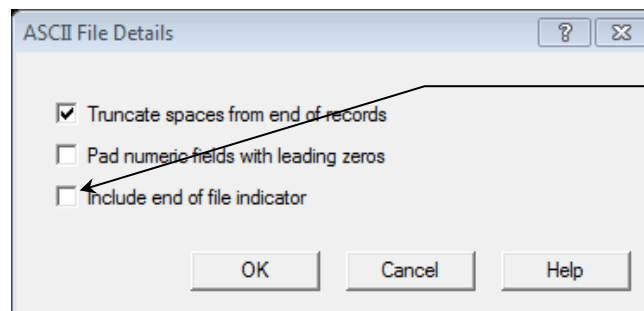 ASCII File Details
Truncate spaces from end of records
Pad numeric fields with leading zeros
Include end of file indicator
OK Cancel Help